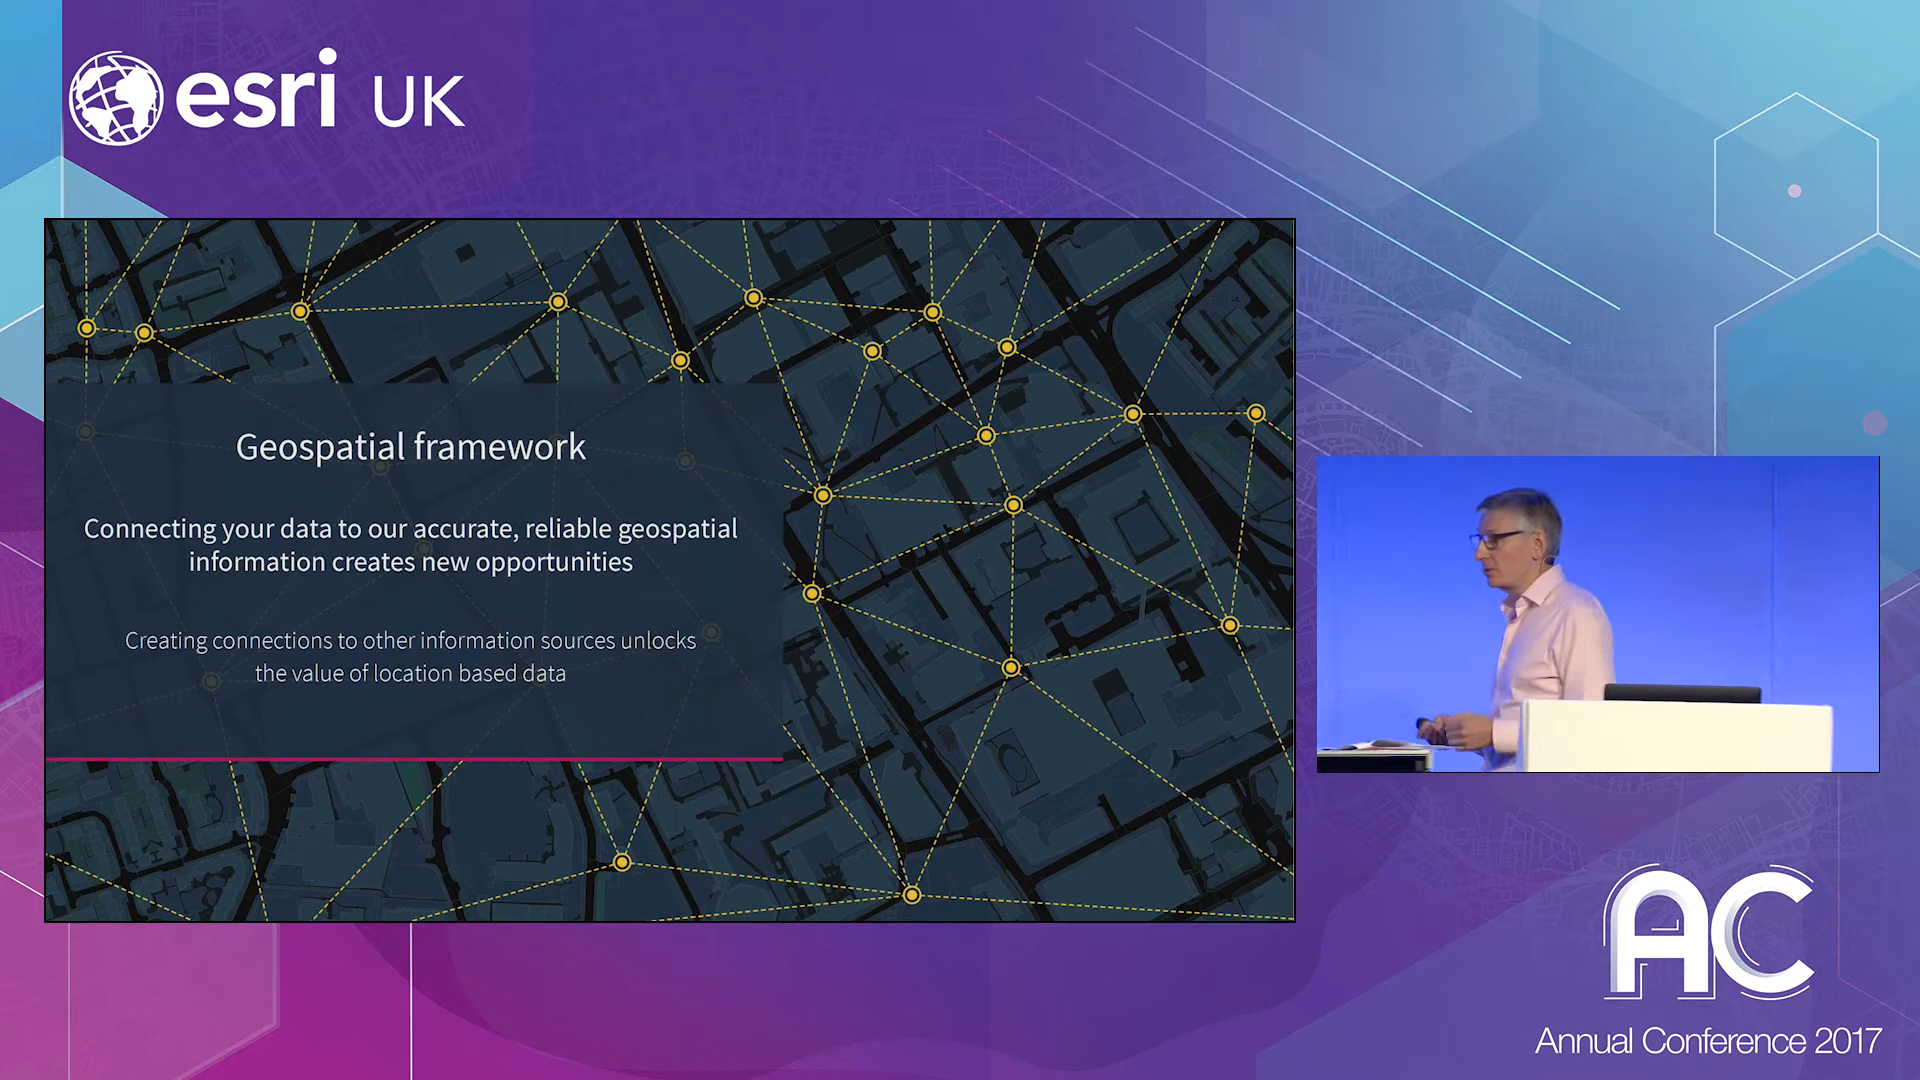 esri UK
Geospatial framework
Connecting your data to our accurate, reliable geospatial
information creates new opportunities
Creating connections to other information sources unlocks
the value of location based data
AC
Annual Conference 2017